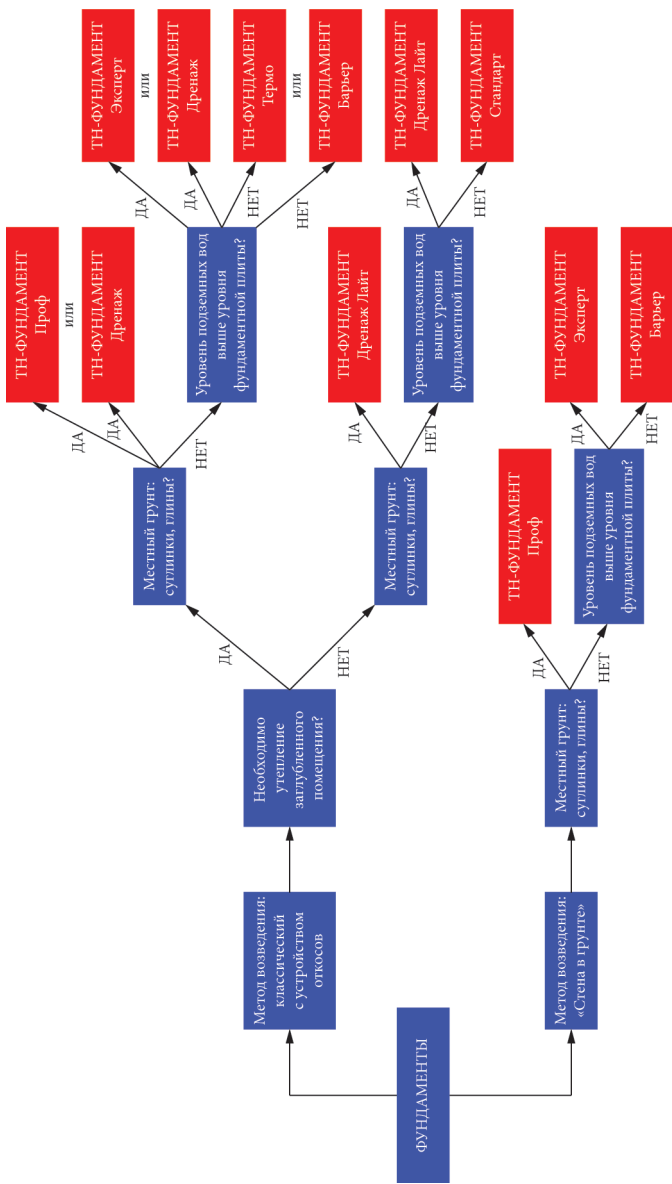 ФУНДАМЕНТЫ
Метод возведения:
классический
с устройством
откосов
Необходимо
утепление
заглубленного
помещения?
ДА
Местный грунт:
суглинки, глины?
ДА
ТН-ФУНДАМЕНТ
Проф
или
ДА
ТН-ФУНДАМЕНТ
Дренаж
НЕТ
Уровень подземных вод
выше уровня
фундаментной плиты?
ДА
ТН-ФУНДАМЕНТ
Эксперт
или
ДА
ТН-ФУНДАМЕНТ
Дренаж
НЕТ
ТН-ФУНДАМЕНТ
Термо
или
НЕТ
ТН-ФУНДАМЕНТ
Барьер
НЕТ
Местный грунт:
суглинки, глины?
ДА
ТН-ФУНДАМЕНТ
Дренаж Лайт
НЕТ
Уровень подземных вод
выше уровня
фундаментной плиты?
ДА
ТН-ФУНДАМЕНТ
Дренаж Лайт
НЕТ
ТН-ФУНДАМЕНТ
Стандарт
Метод возведения:
«Стена в грунте»
Местный грунт:
суглинки, глины?
ДА
ТН-ФУНДАМЕНТ
Проф
НЕТ
Уровень подземных вод
выше уровня
фундаментной плиты?
ДА
ТН-ФУНДАМЕНТ
Эксперт
НЕТ
ТН-ФУНДАМЕНТ
Барьер